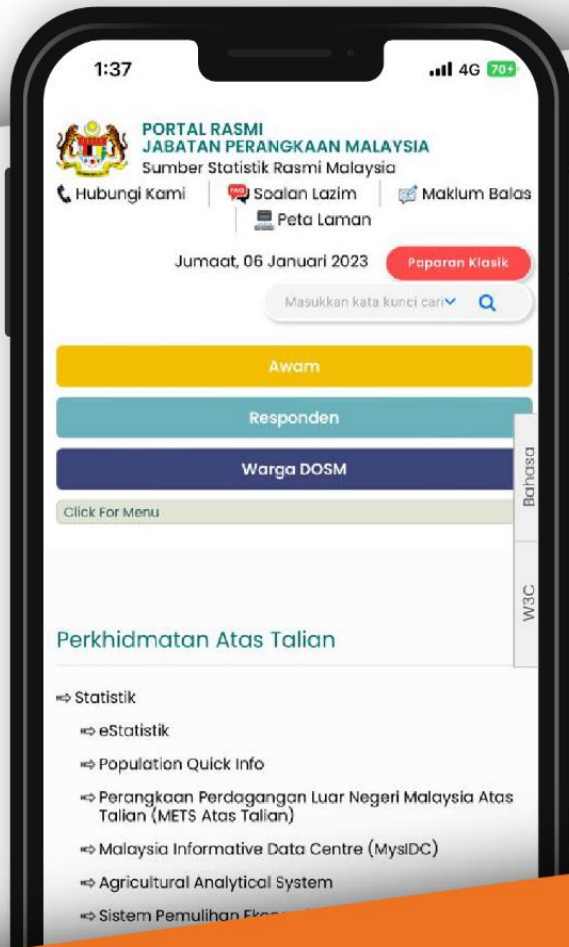 1:37
4G 70+
PORTAL RASMI
JABATAN PERANGKAAN MALAYSIA
Sumber Statistik Rasmi Malaysia
Hubungi Kami FAQ Soalan Lazim Maklum Balas
Peta Laman
Jumaat, 06 Januari 2023 Paparan Klasik
Masukkan kata kunci cari
Awam
Responden
Warga DOSM
Bahasa
Click For Menu
W3C
Perkhidmatan Atas Talian
Statistik
eStatistik
Population Quick Info
Perangkaan Perdagangan Luar Negeri Malaysia Atas
Talian (METS Atas Talian)
Malaysia Informative Data Centre (MysIDC)
Agricultural Analytical System
Sistem Pemulihan